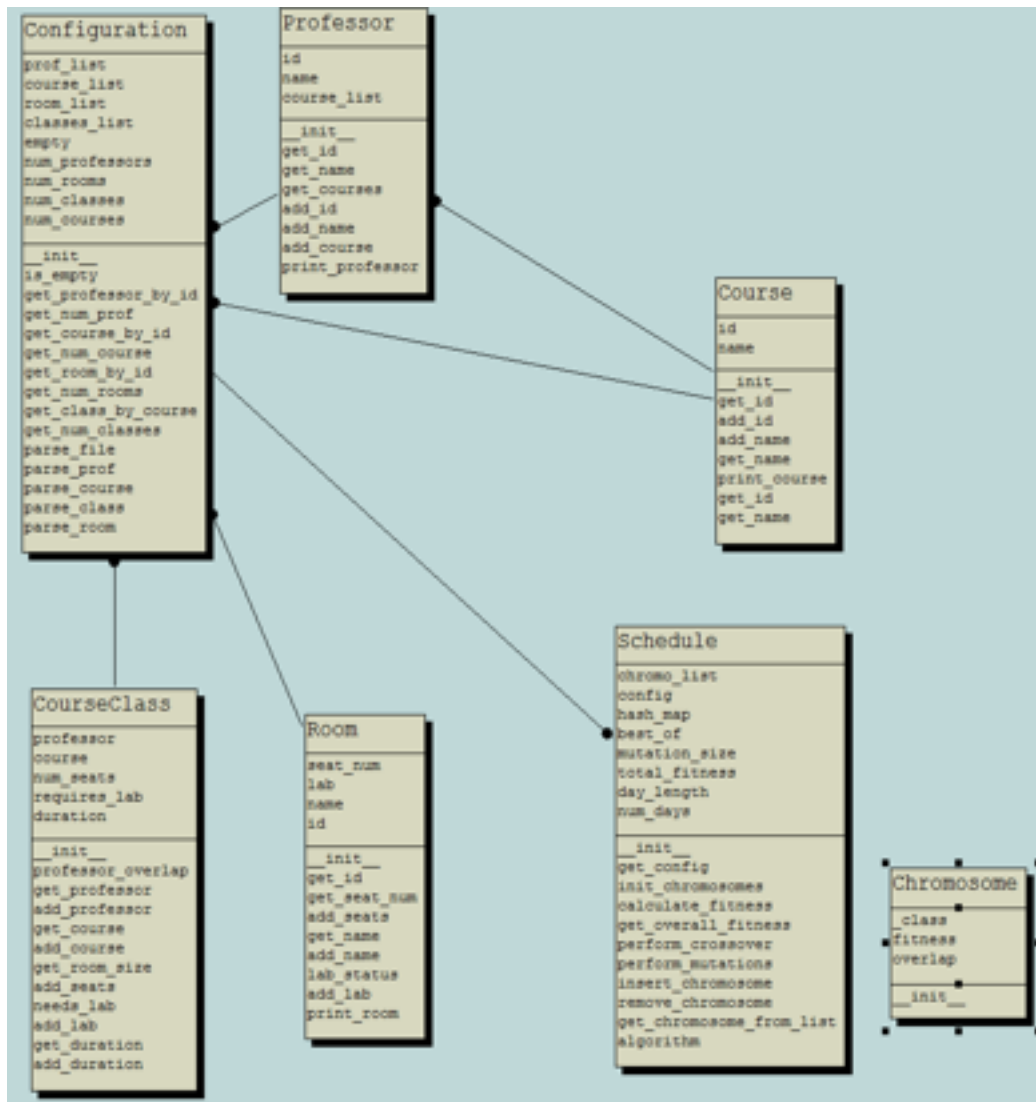 Configuration
prof_list
course_list
room_list
classes_list
empty
num_professors
num_rooms
num_classes
num_courses
__init__
is_empty
get_professor_by_id
get_num_prof
get_course_by_id
get_num_course
get_room_by_id
get_num_rooms
get_class_by_course
get_num_classes
parse_file
parse_prof
parse_course
parse_class
parse_room
Professor
id
name
course_list
__init__
get_id
get_name
get_courses
add_id
add_name
add_course
print_professor
Course
id
name
__init__
get_id
add_id
add_name
get_name
print_course
get_id
get_name
CourseClass
professor
course
num_seats
requires_lab
duration
__init__
professor_overlap
get_professor
add_professor
get_course
add_course
get_room_size
add_seats
needs_lab
add_lab
get_duration
add_duration
Room
seat_num
lab
name
id
__init__
get_id
get_seat_num
add_seats
get_name
add_name
lab_status
add_lab
print_room
Schedule
chromo_list
config
hash_map
best_of
mutation_size
total_fitness
day_length
num_days
__init__
get_config
init_chromosomes
calculate_fitness
get_overall_fitness
perform_crossover
perform_mutations
insert_chromosome
remove_chromosome
get_chromosome_from_list
algorithm
Chromosome
_class
fitness
overlap
__init__